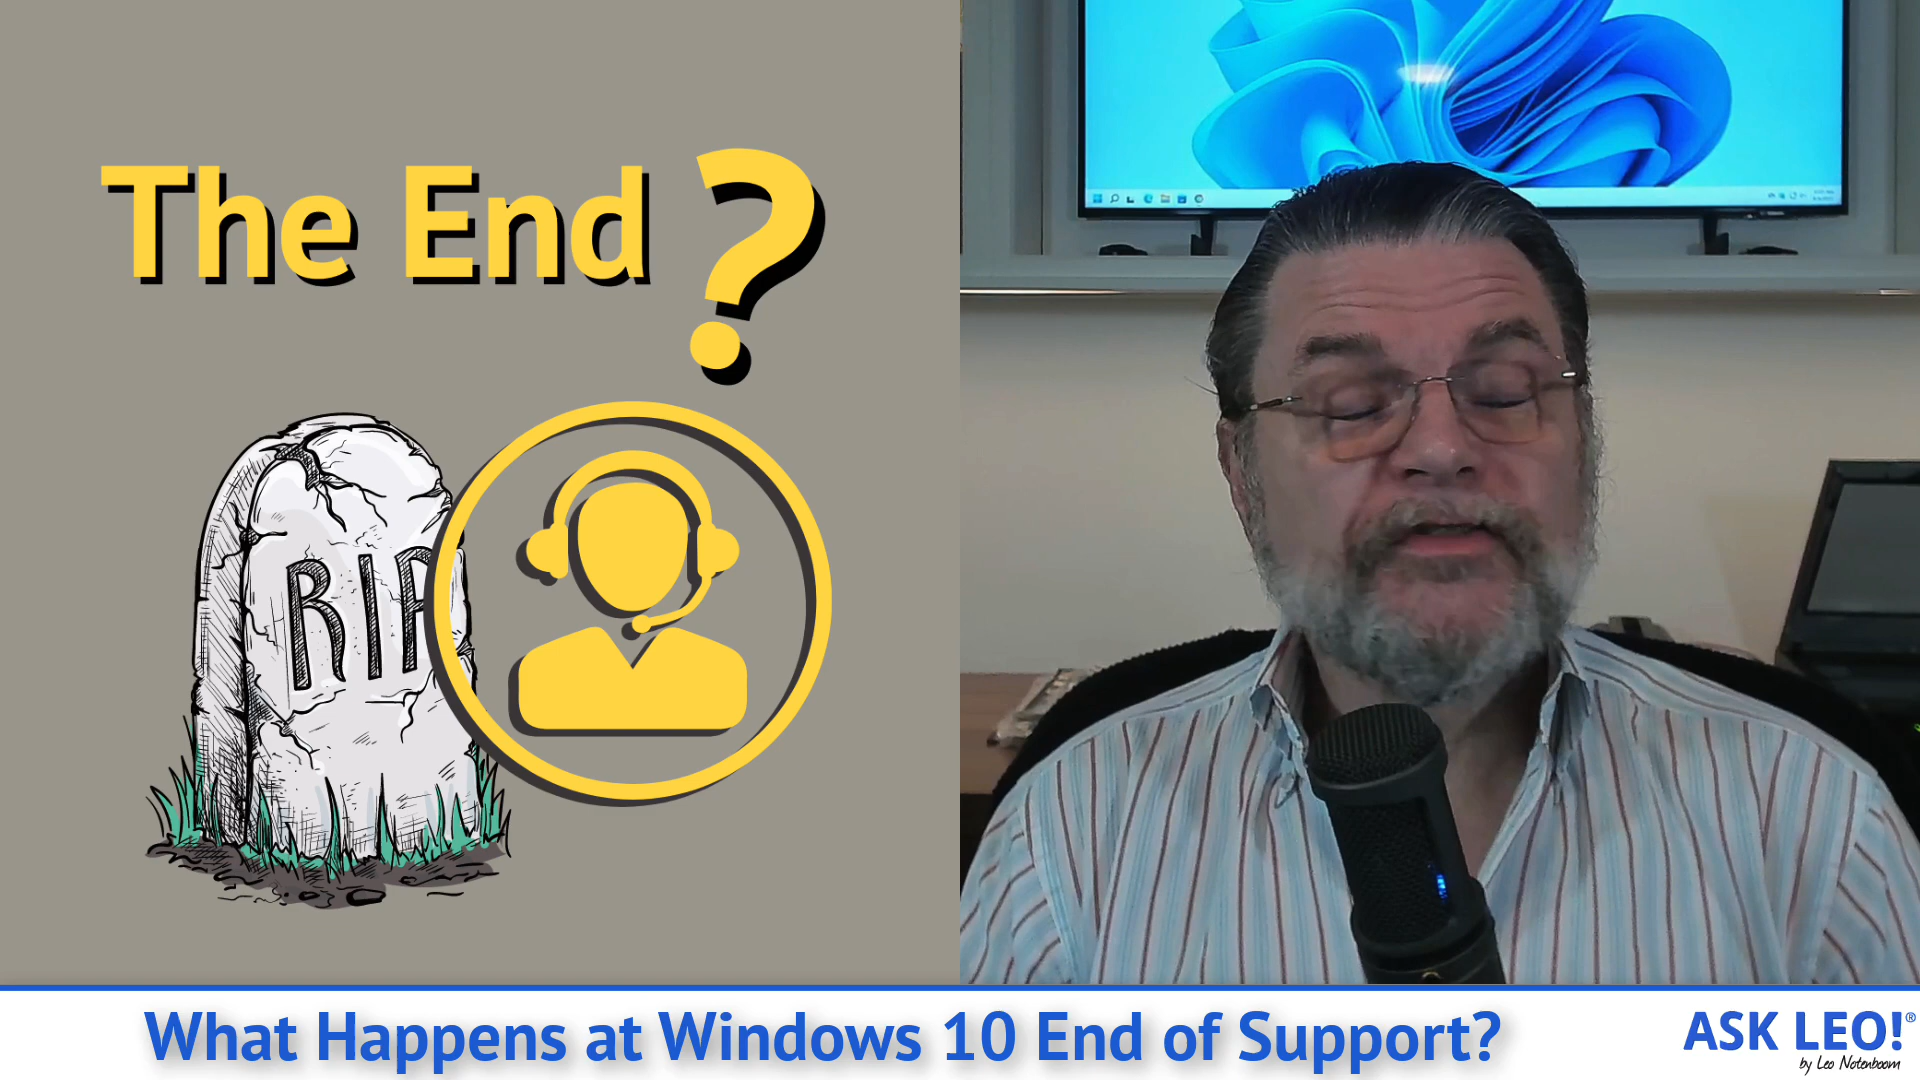 The End ?
RIP
What Happens at Windows 10 End of Support?
ASK LEO!®
by Leo Notenboom